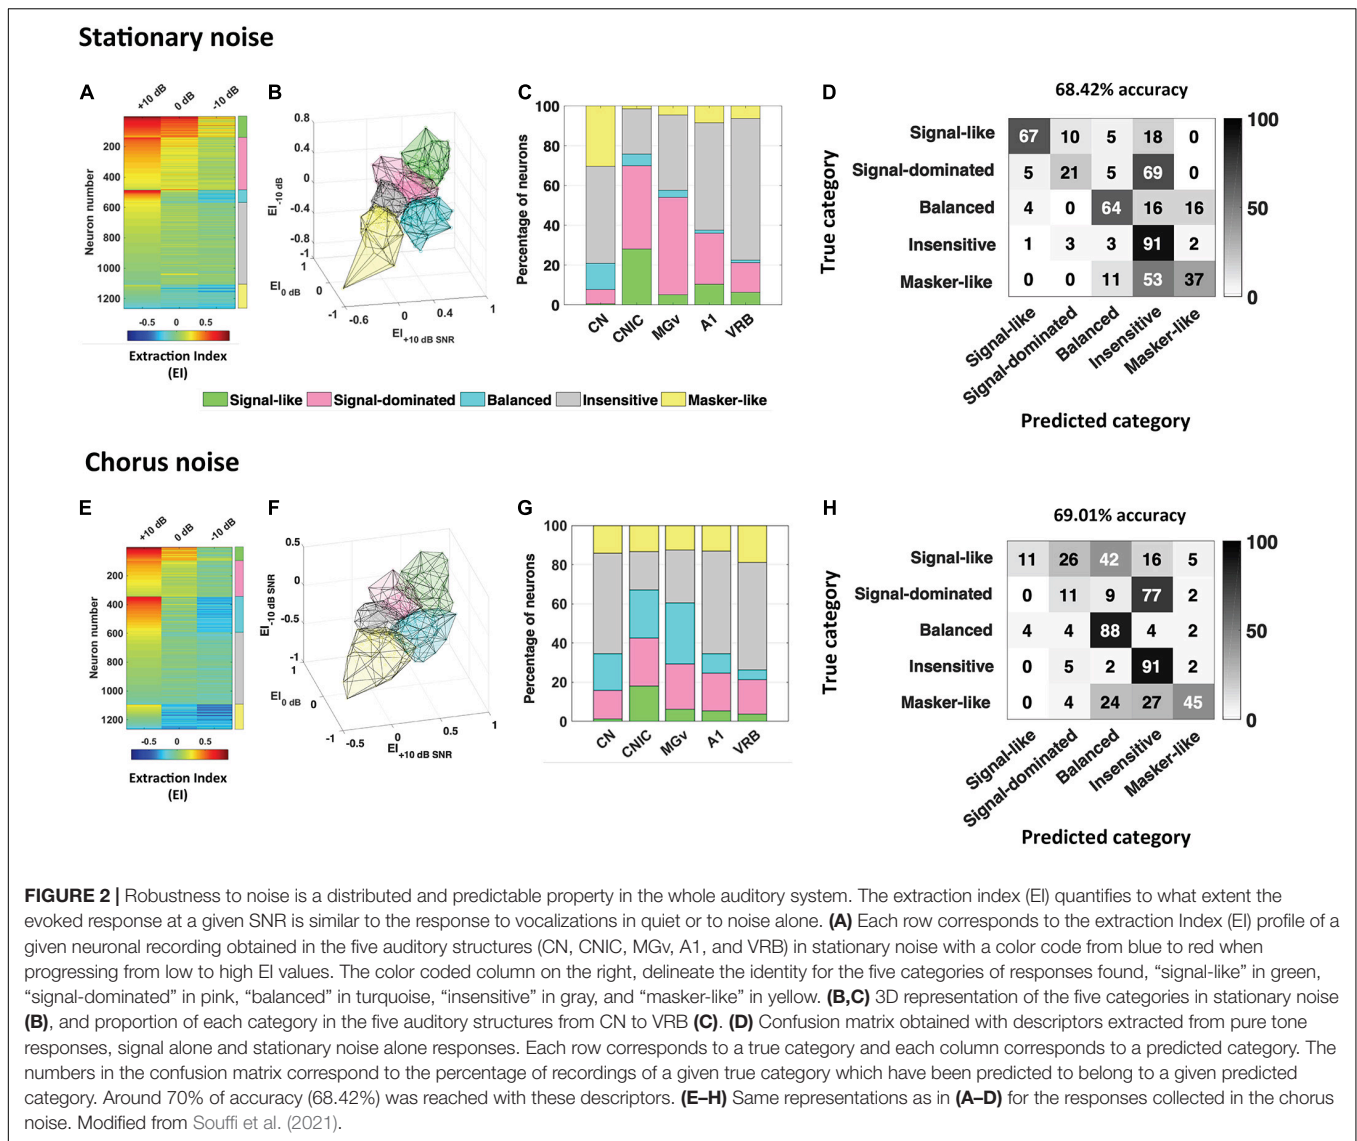 Stationary noise
A
+10 dB
0 dB
-10 dB
Neuron number
200
400
600
800
1000
1200
-0.5 0 0.5
Extraction Index
(EI)
B
0.8
0.4
0
-0.4
-0.8
-1
EI-10 dB
1
0
-1
EI0 dB
-0.6 0 0.4 1
EI+10 dB SNR
C
Percentage of neurons
100
80
60
40
20
0
CN CNIC MGv A1 VRB
D
68.42% accuracy
True category
Signal-like 67 10 5 18 0
Signal-dominated 5 21 5 69 0
Balanced 4 0 64 16 16
Insensitive 1 3 3 91 2
Masker-like 0 0 11 53 37
100
50
0
Signal-like
Signal-dominated
Balanced
Insensitive
Masker-like
Predicted category
Signal-like Signal-dominated Balanced Insensitive Masker-like
Chorus noise
E
+10 dB
0 dB
-10 dB
Neuron number
200
400
600
800
1000
1200
-0.5 0 0.5
Extraction Index
(EI)
F
0.5
0
-0.5
-1
EI-10 dB SNR
1
0
-1
EI0 dB
-0.5 0 0.5 1
EI+10 dB SNR
G
Percentage of neurons
100
80
60
40
20
0
CN CNIC MGv A1 VRB
H
69.01% accuracy
True category
Signal-like 11 26 42 16 5
Signal-dominated 0 11 9 77 2
Balanced 4 4 88 4 2
Insensitive 0 5 2 91 2
Masker-like 0 4 24 27 45
100
50
0
Signal-like
Signal-dominated
Balanced
Insensitive
Masker-like
Predicted category
FIGURE 2 | Robustness to noise is a distributed and predictable property in the whole auditory system. The extraction index (EI) quantifies to what extent the
evoked response at a given SNR is similar to the response to vocalizations in quiet or to noise alone. (A) Each row corresponds to the extraction Index (EI) profile of a
given neuronal recording obtained in the five auditory structures (CN, CNIC, MGv, A1, and VRB) in stationary noise with a color code from blue to red when
progressing from low to high EI values. The color coded column on the right, delineate the identity for the five categories of responses found, “signal-like” in green,
“signal-dominated” in pink, “balanced” in turquoise, “insensitive” in gray, and “masker-like” in yellow. (B,C) 3D representation of the five categories in stationary noise
(B), and proportion of each category in the five auditory structures from CN to VRB (C). (D) Confusion matrix obtained with descriptors extracted from pure tone
responses, signal alone and stationary noise alone responses. Each row corresponds to a true category and each column corresponds to a predicted category. The
numbers in the confusion matrix correspond to the percentage of recordings of a given true category which have been predicted to belong to a given predicted
category. Around 70% of accuracy (68.42%) was reached with these descriptors. (E–H) Same representations as in (A–D) for the responses collected in the chorus
noise. Modified from Souffi et al. (2021).